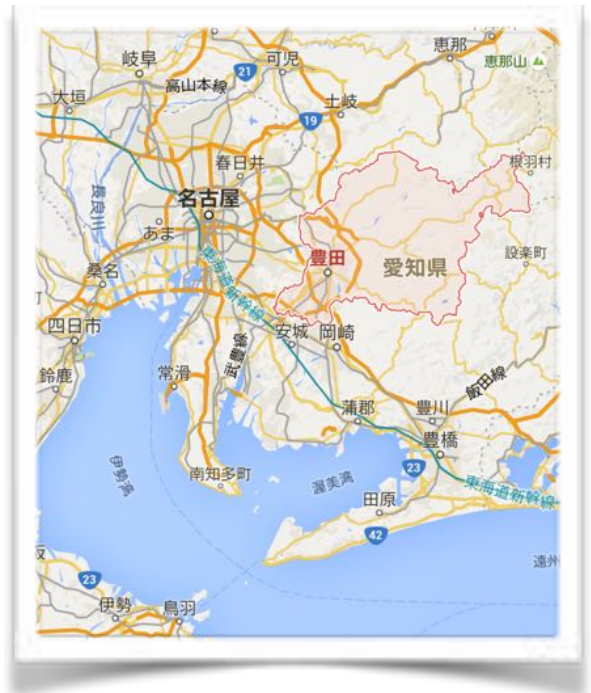 岐阜
可児
恵那
恵那山
21
高山本線
大垣
土岐
19
春日井
根羽村
名古屋
長良川
あま
豊田
愛知県
設楽町
桑名
東海道新幹線
四日市
安城
岡崎
武豊線
鈴鹿
常滑
飯田線
蒲郡
豊川
豊橋
伊勢湾
南知多町
渥美湾
23
東海道新幹線
田原
42
遠州
23
伊勢
鳥羽